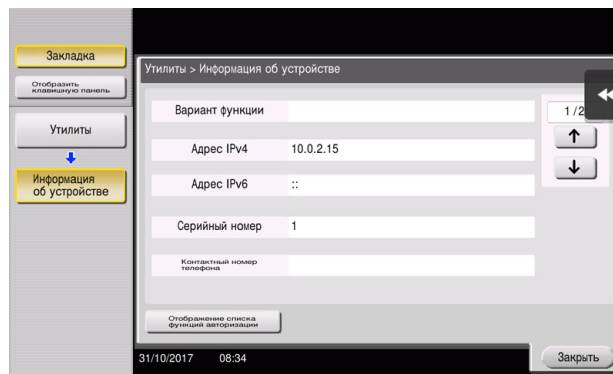 Закладка
Отобразить
клавишную панель
Утилиты
Информация
об устройстве
Утилиты > Информация об устройстве
Вариант функции
1/2
Адрес IPv4 10.0.2.15
Адрес IPv6 ::
Серийный номер 1
Контактный номер
телефона
Отображение списка
функций авторизации
31/10/2017 08:34
Закрыть